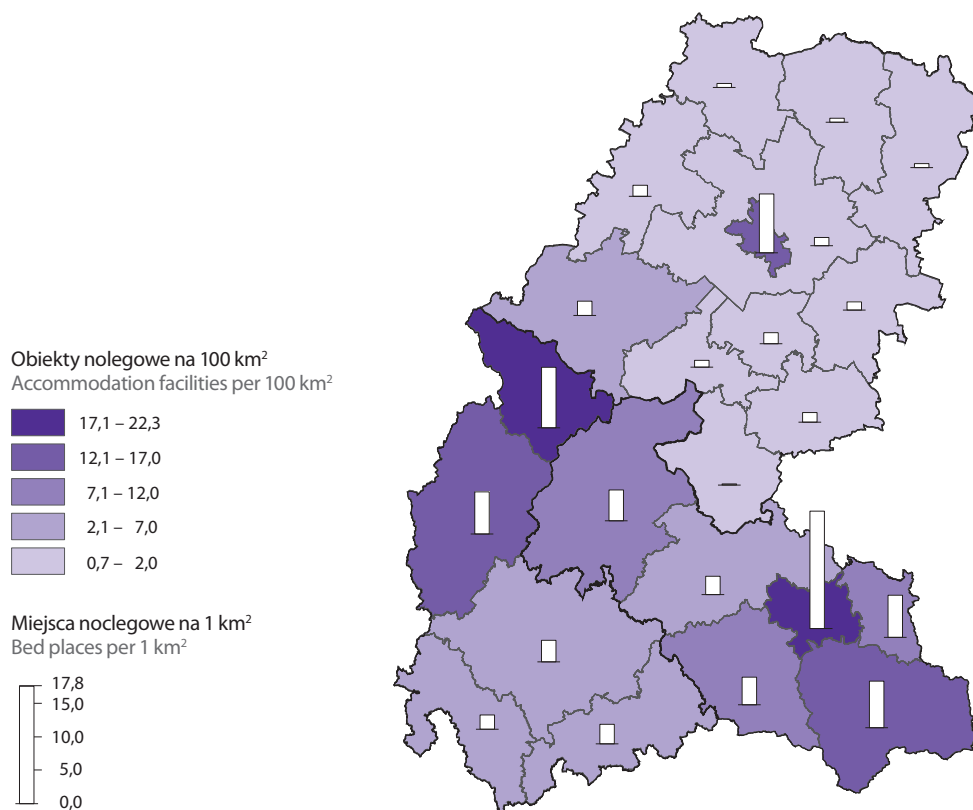 Obiekty nolegowe na 100 km²
Accommodation facilities per 100 km²
17,1 – 22,3
12,1 – 17,0
7,1 – 12,0
2,1 – 7,0
0,7 – 2,0
Miejsca noclegowe na 1 km²
Bed places per 1 km²
17,8
15,0
10,0
5,0
0,0